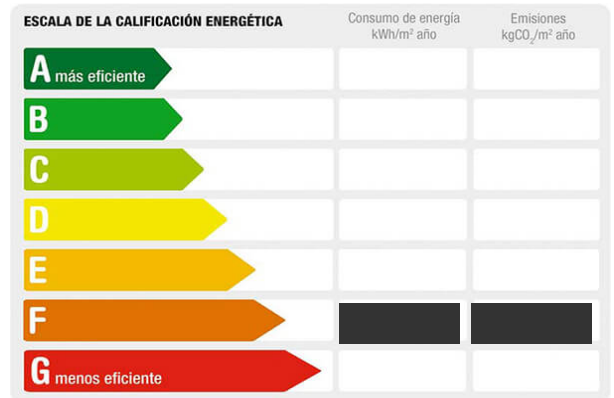 ESCALA DE LA CALIFICACIÓN ENERGÉTICA
Consumo de energía
kWh/m² año
Emisiones
kgCO₂/m² año
A más eficiente
B
C
D
E
F
G menos eficiente